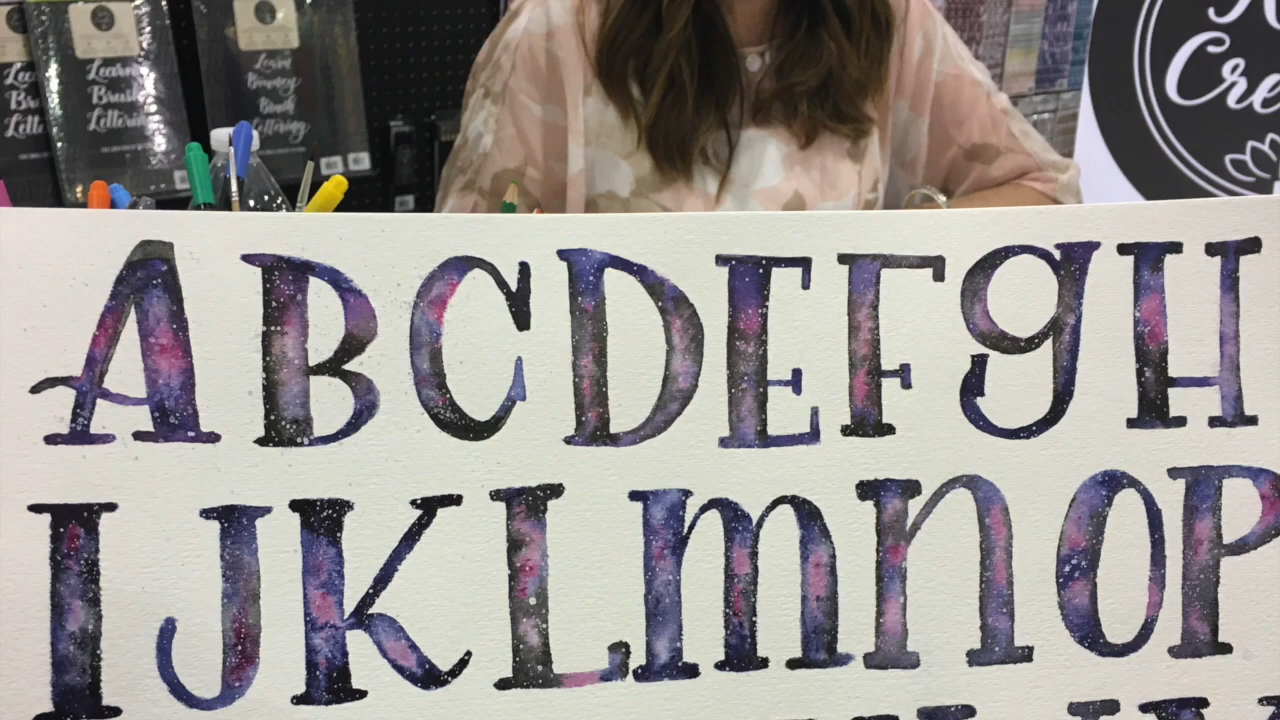 Learn
Brush
Lettering
Learn
Bouncy
Brush
Lettering
ABCDEFgH
IJKLmnOP